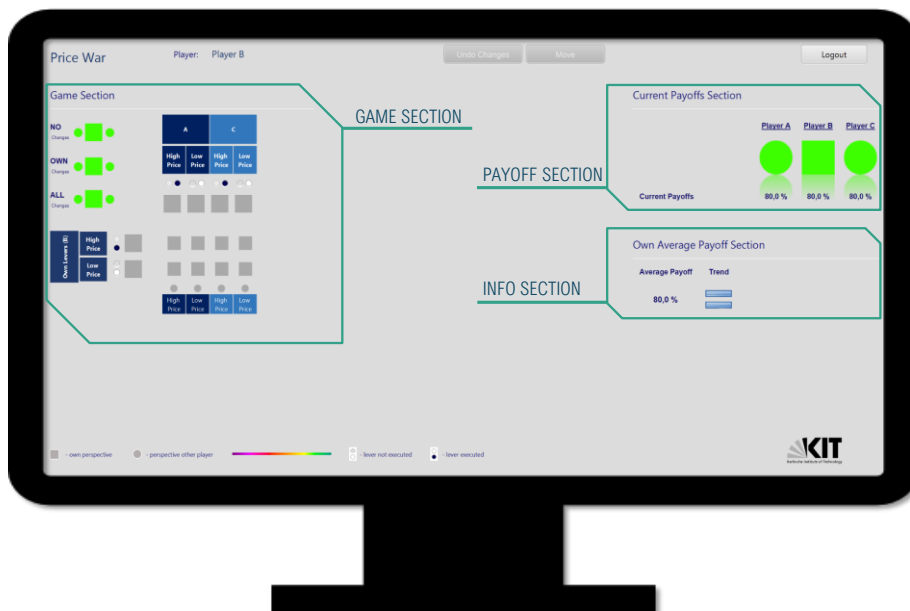 Price War
Player: Player B
Undo Changes
Move
Logout
Game Section
NO
Changes
OWN
Changes
ALL
Changes
A
C
High Price
Low Price
High Price
Low Price
Own Levers (B)
High Price
Low Price
High Price
Low Price
High Price
Low Price
GAME SECTION
PAYOFF SECTION
INFO SECTION
Current Payoffs Section
Player A
Player B
Player C
Current Payoffs
80,0 %
80,0 %
80,0 %
Own Average Payoff Section
Average Payoff
Trend
80,0 %
- own perspective
- perspective other player
- lever not executed
- lever executed
KIT
Karlsruhe Institute of Technology